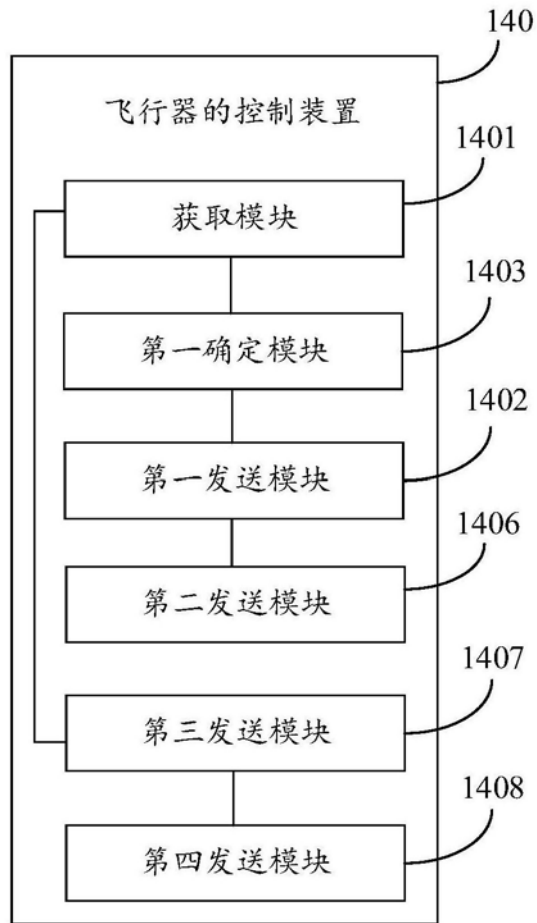 140
飞行器的控制装置
1401
获取模块
1403
第一确定模块
1402
第一发送模块
1406
第二发送模块
1407
第三发送模块
1408
第四发送模块